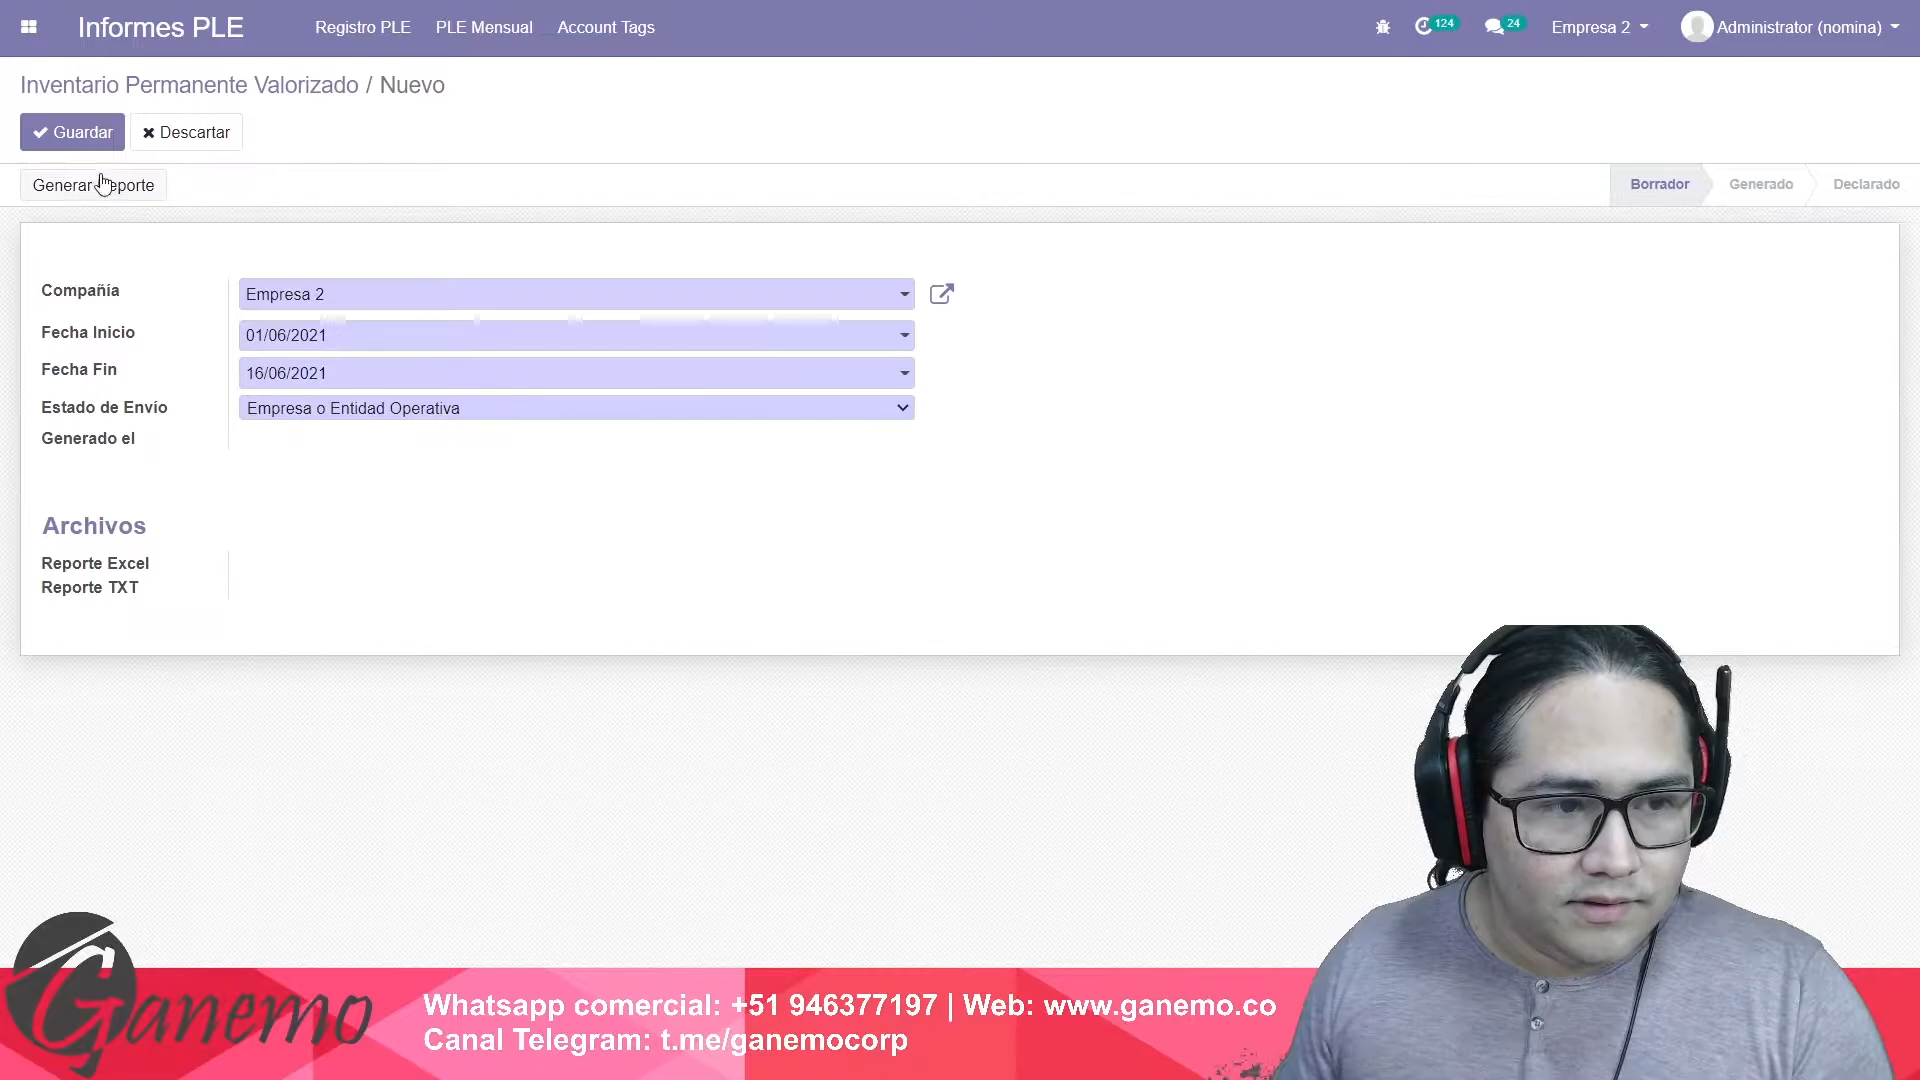 Informes PLE Registro PLE PLE Mensual Account Tags 124 24 Empresa 2 Administrator (nomina)
Inventario Permanente Valorizado / Nuevo
Guardar Descartar
Generar Reporte Borrador Generado Declarado
Compañía Empresa 2
Fecha Inicio 01/06/2021
Fecha Fin 16/06/2021
Estado de Envío Empresa o Entidad Operativa
Generado el
Archivos
Reporte Excel
Reporte TXT
Ganemo
Whatsapp comercial: +51 946377197 | Web: www.ganemo.co
Canal Telegram: t.me/ganemocorp